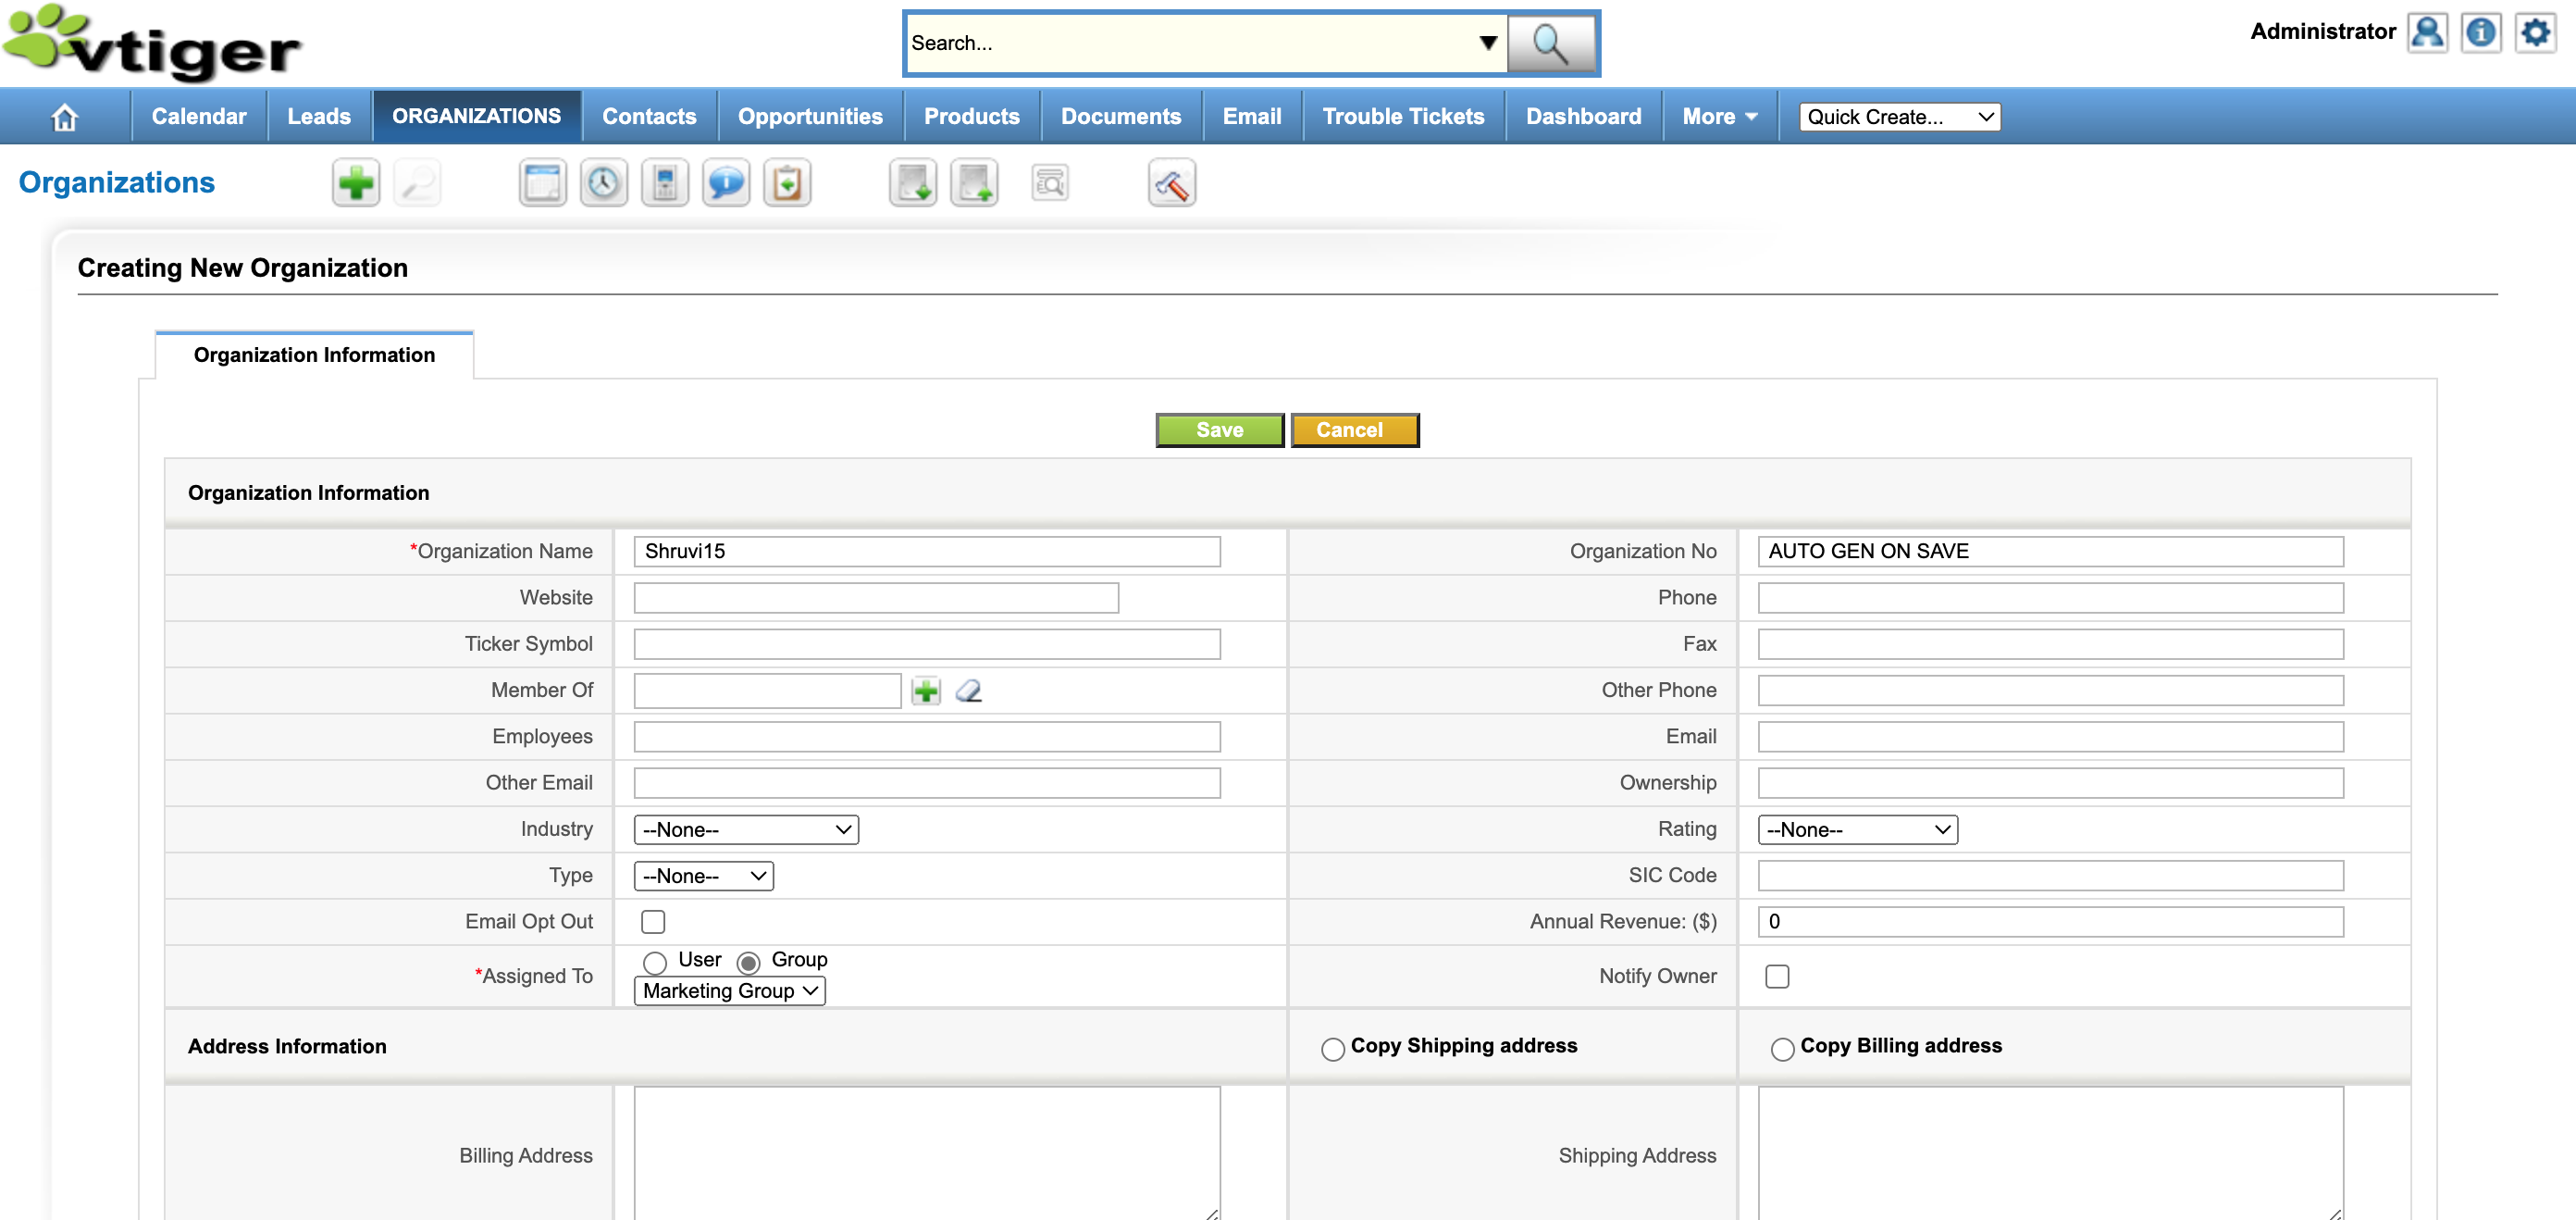 vtiger
Search...
Administrator
Calendar Leads ORGANIZATIONS Contacts Opportunities Products Documents Email Trouble Tickets Dashboard More Quick Create...
Organizations
Creating New Organization
Organization Information
Save Cancel
Organization Information
*Organization Name Shruvi15 Organization No AUTO GEN ON SAVE
Website Phone
Ticker Symbol Fax
Member Of Other Phone
Employees Email
Other Email Ownership
Industry --None-- Rating --None--
Type --None-- SIC Code
Email Opt Out Annual Revenue: ($) 0
*Assigned To User Group Notify Owner
Marketing Group
Address Information Copy Shipping address Copy Billing address
Billing Address Shipping Address